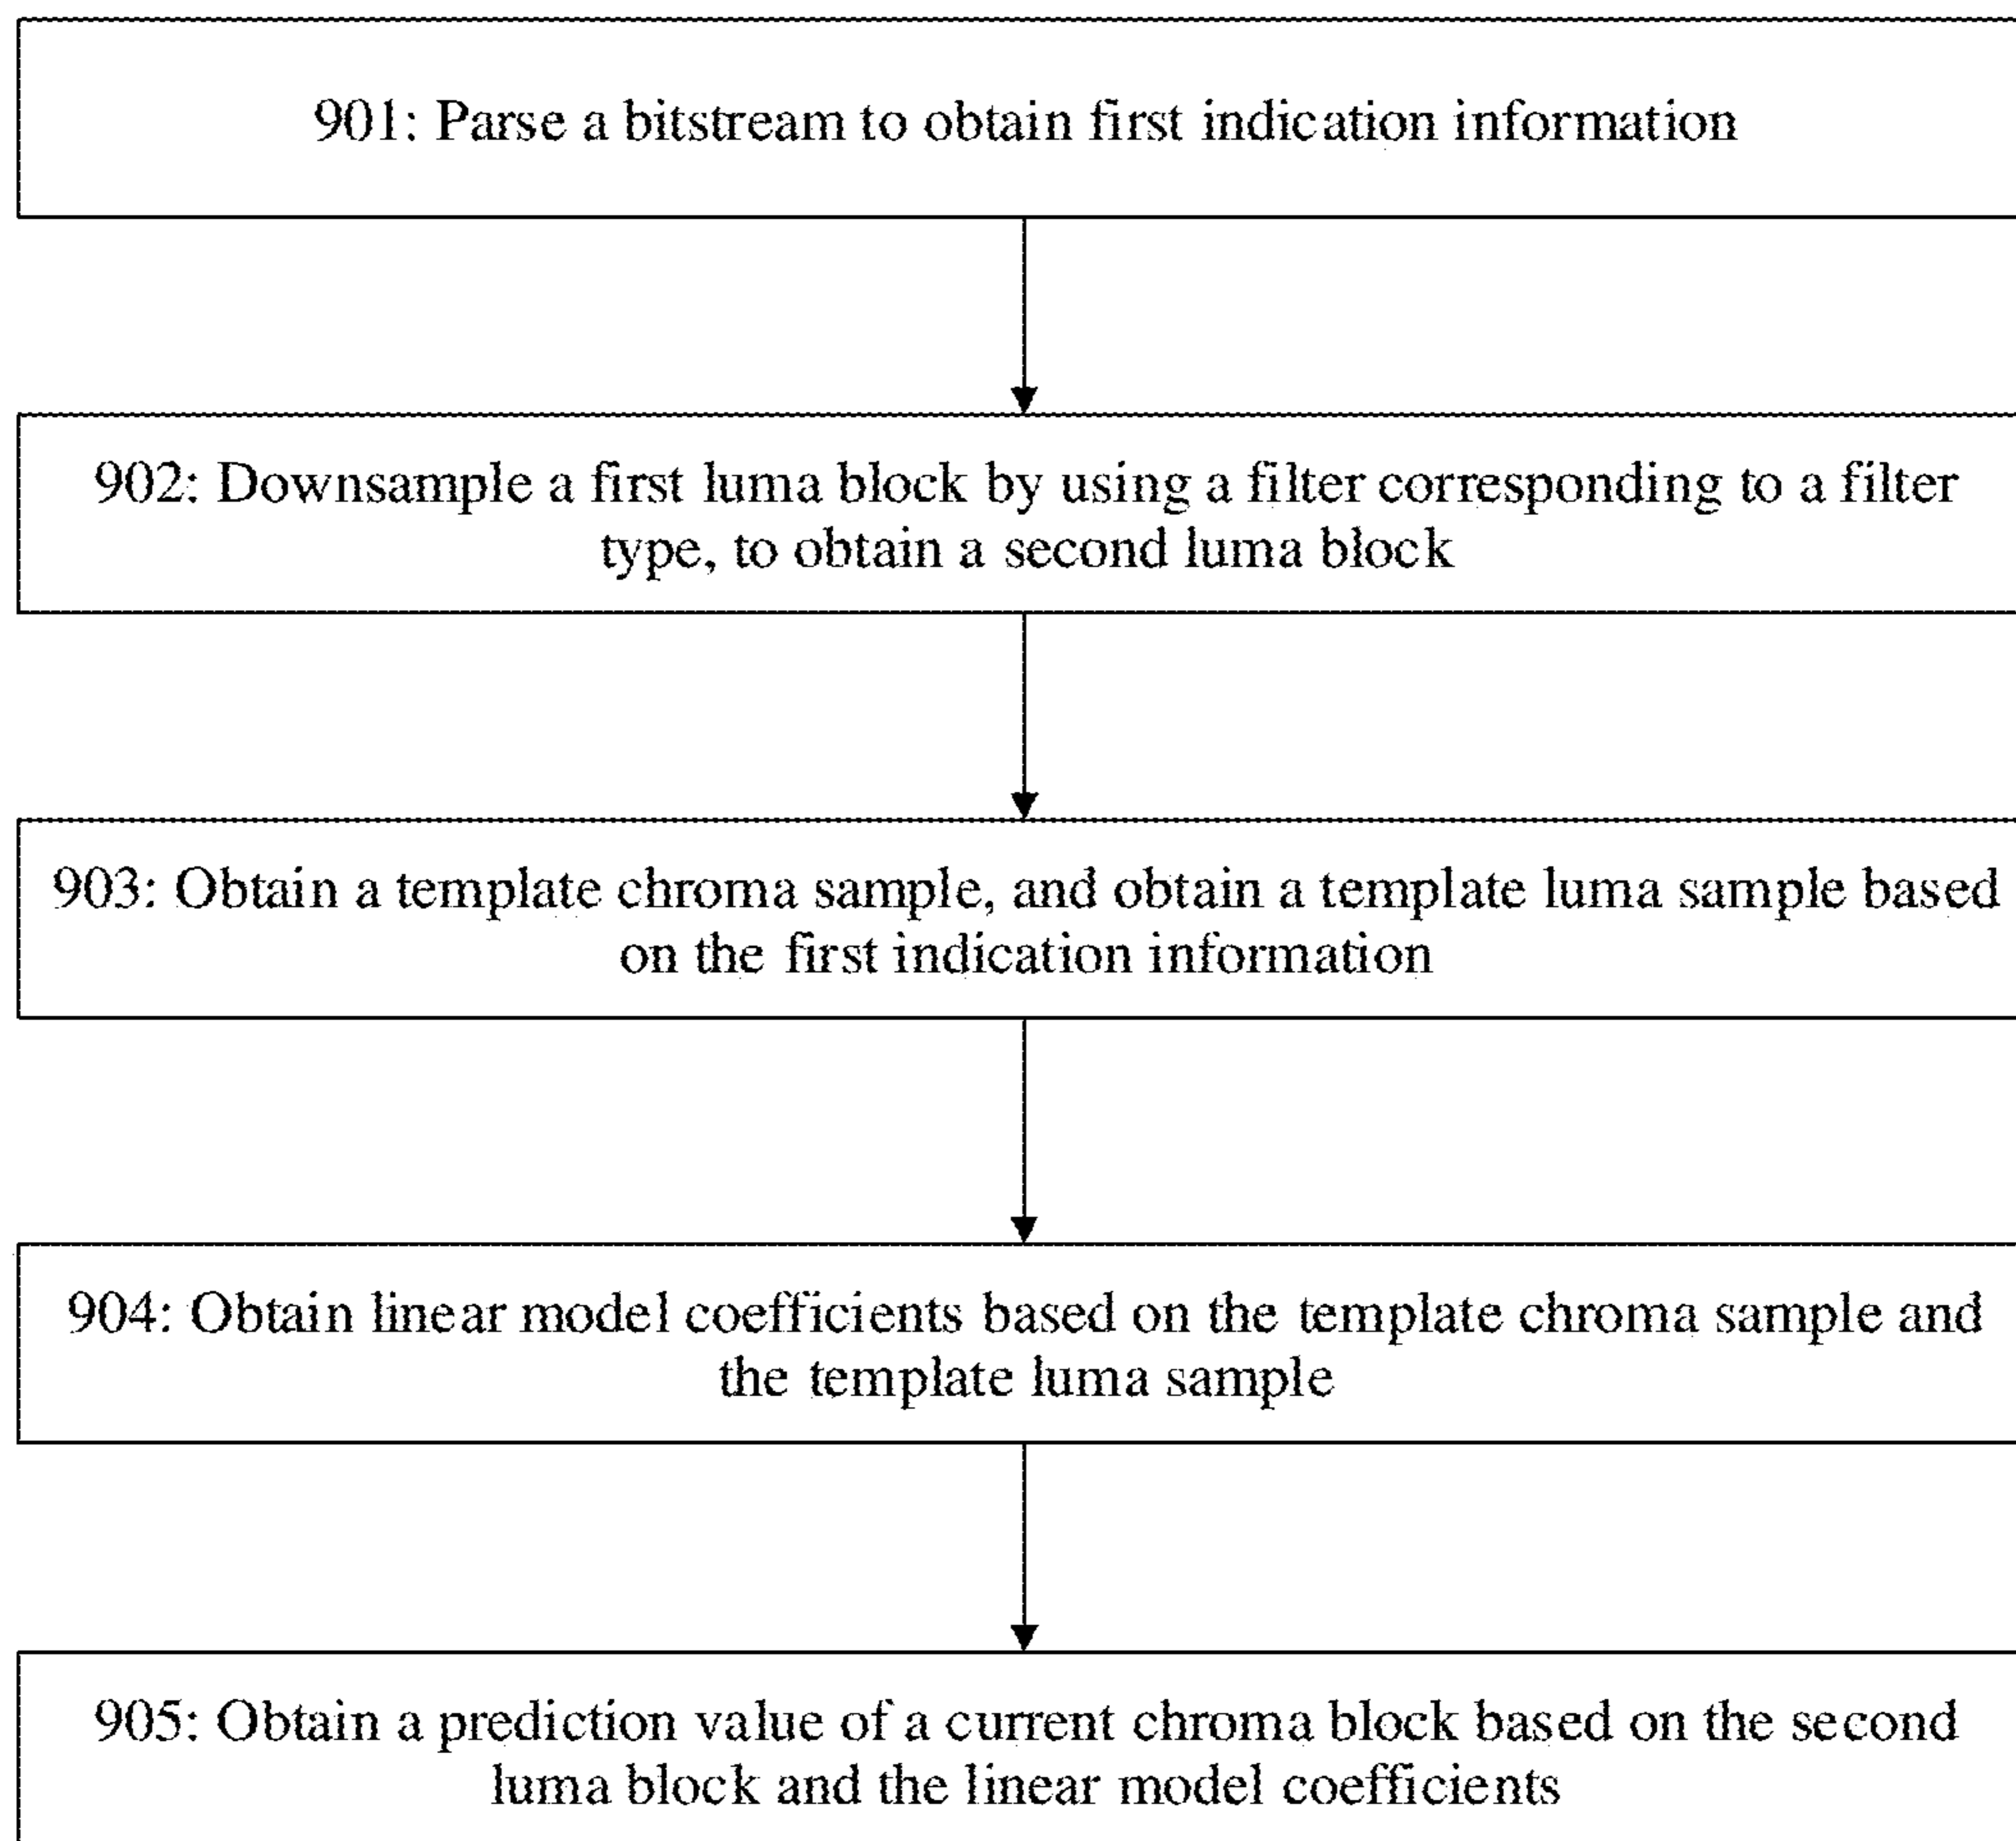 901: Parse a bitstream to obtain first indication information
902: Downsample a first luma block by using a filter corresponding to a filter
type, to obtain a second luma block
903: Obtain a template chroma sample, and obtain a template luma sample based
on the first indication information
904: Obtain linear model coefficients based on the template chroma sample and
the template luma sample
905: Obtain a prediction value of a current chroma block based on the second
luma block and the linear model coefficients